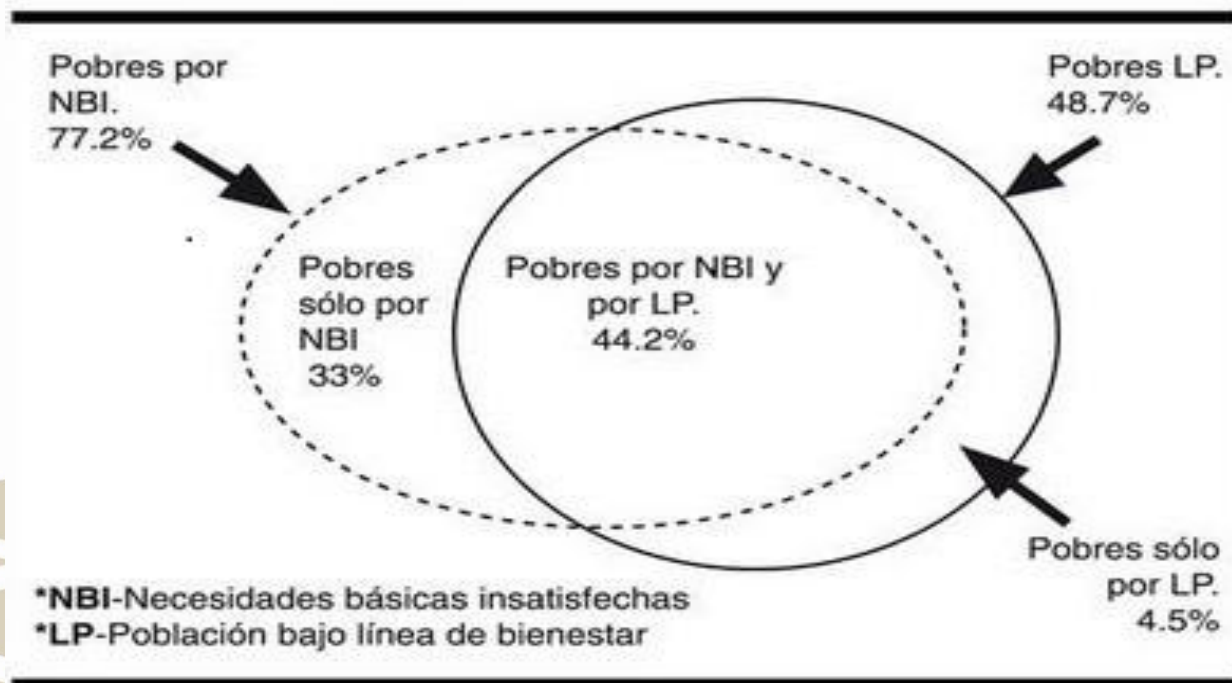 Pobres por
NBI.
77.2%
Pobres LP.
48.7%
Pobres
sólo por
NBI
33%
Pobres por NBI y
por LP.
44.2%
Pobres sólo
por LP.
4.5%
*NBI-Necesidades básicas insatisfechas
*LP-Población bajo línea de bienestar